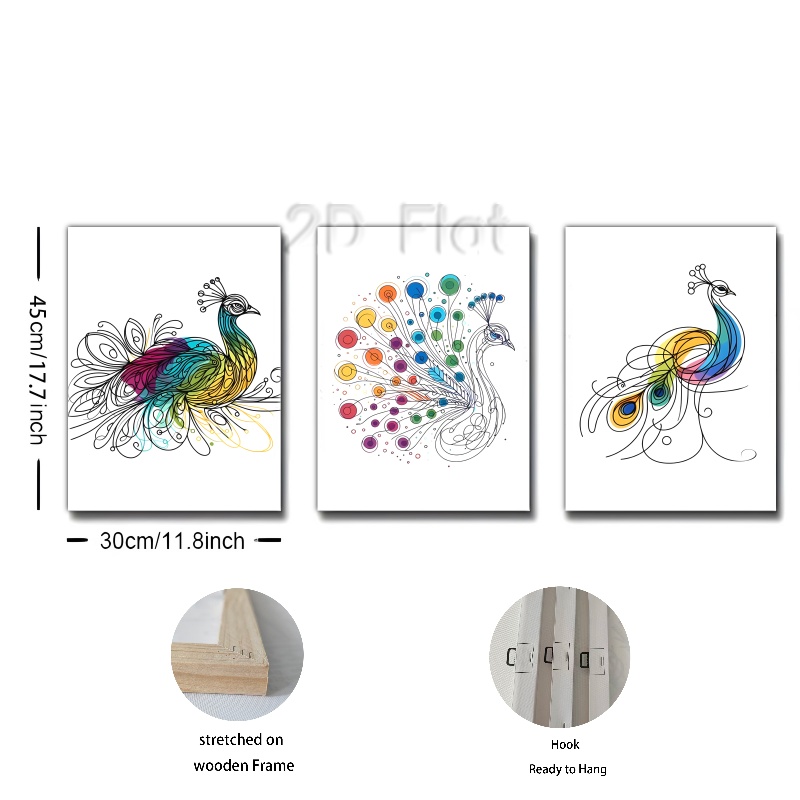 2D Flat
45cm/17.7inch
30cm/11.8inch
stretched on
wooden Frame
Hook
Ready to Hang